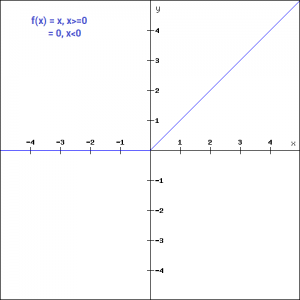 y
f(x) = x, x>=0
= 0, x<0
4
3
2
1
-4 -3 -2 -1 1 2 3 4 x
-1
-2
-3
-4